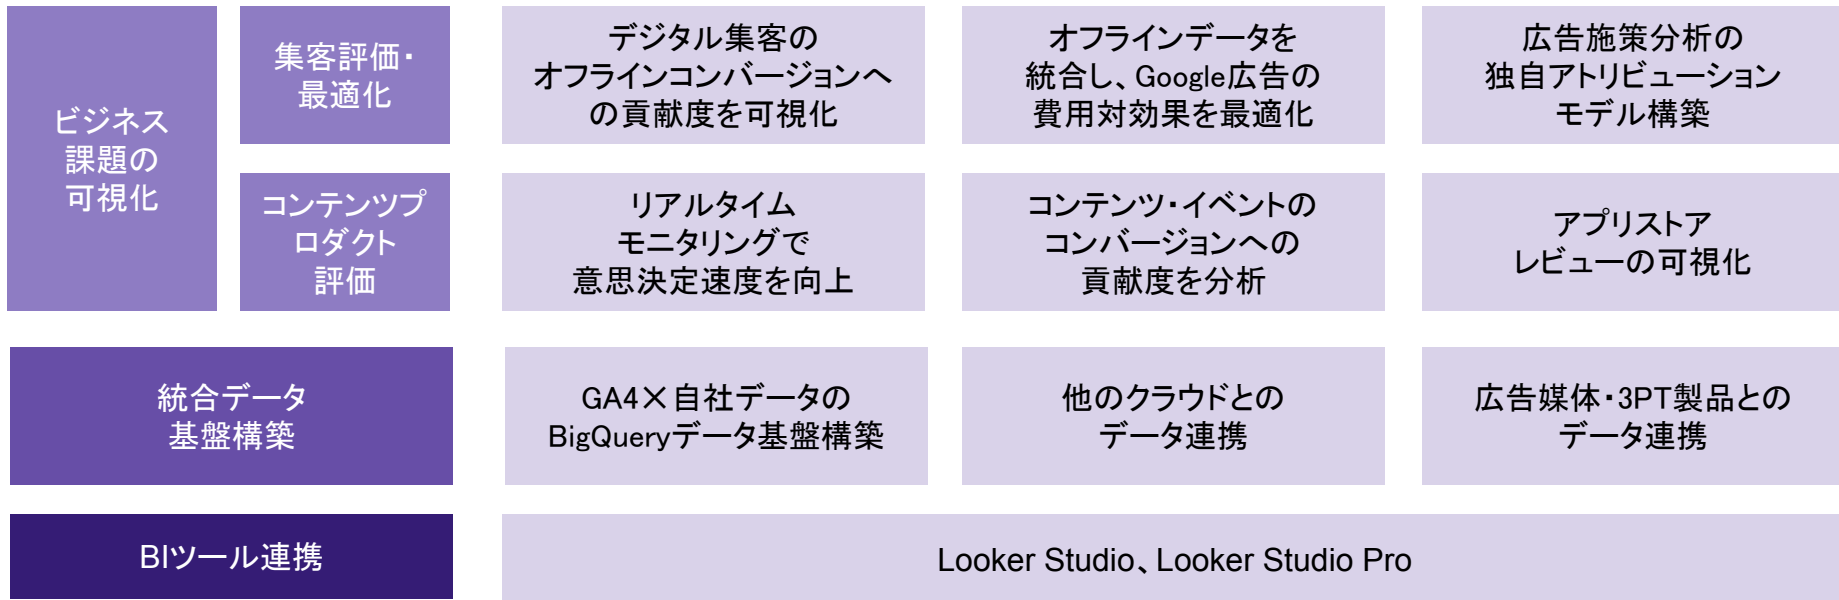 ビジネス
課題の
可視化
集客評価・
最適化
デジタル集客の
オフラインコンバージョンへ
の貢献度を可視化
オフラインデータを
統合し、Google広告の
費用対効果を最適化
広告施策分析の
独自アトリビューション
モデル構築
コンテンツプ
ロダクト
評価
リアルタイム
モニタリングで
意思決定速度を向上
コンテンツ・イベントの
コンバージョンへの
貢献度を分析
アプリストア
レビューの可視化
統合データ
基盤構築
GA4×自社データの
BigQueryデータ基盤構築
他のクラウドとの
データ連携
広告媒体・3PT製品との
データ連携
BIツール連携
Looker Studio、Looker Studio Pro